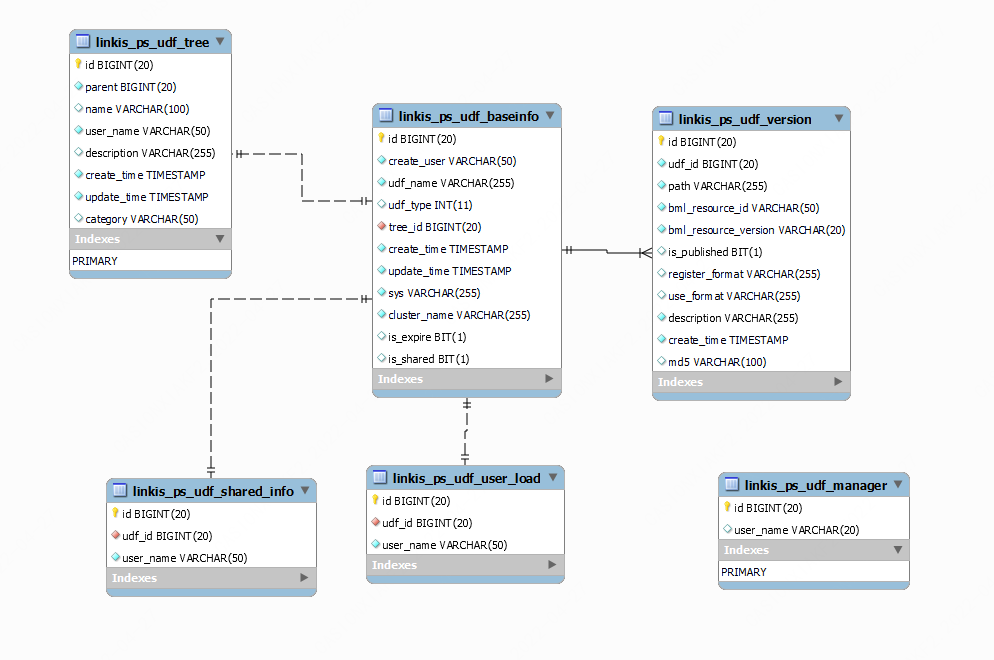 linkis_ps_udf_tree
id BIGINT(20)
parent BIGINT(20)
name VARCHAR(100)
user_name VARCHAR(50)
description VARCHAR(255)
create_time TIMESTAMP
update_time TIMESTAMP
category VARCHAR(50)
Indexes
PRIMARY
linkis_ps_udf_baseinfo
id BIGINT(20)
create_user VARCHAR(50)
udf_name VARCHAR(255)
udf_type INT(11)
tree_id BIGINT(20)
create_time TIMESTAMP
update_time TIMESTAMP
sys VARCHAR(255)
cluster_name VARCHAR(255)
is_expire BIT(1)
is_shared BIT(1)
Indexes
linkis_ps_udf_version
id BIGINT(20)
udf_id BIGINT(20)
path VARCHAR(255)
bml_resource_id VARCHAR(50)
bml_resource_version VARCHAR(20)
is_published BIT(1)
register_format VARCHAR(255)
use_format VARCHAR(255)
description VARCHAR(255)
create_time TIMESTAMP
md5 VARCHAR(100)
Indexes
linkis_ps_udf_shared_info
id BIGINT(20)
udf_id BIGINT(20)
user_name VARCHAR(50)
Indexes
linkis_ps_udf_user_load
id BIGINT(20)
udf_id BIGINT(20)
user_name VARCHAR(50)
Indexes
linkis_ps_udf_manager
id BIGINT(20)
user_name VARCHAR(20)
Indexes
PRIMARY